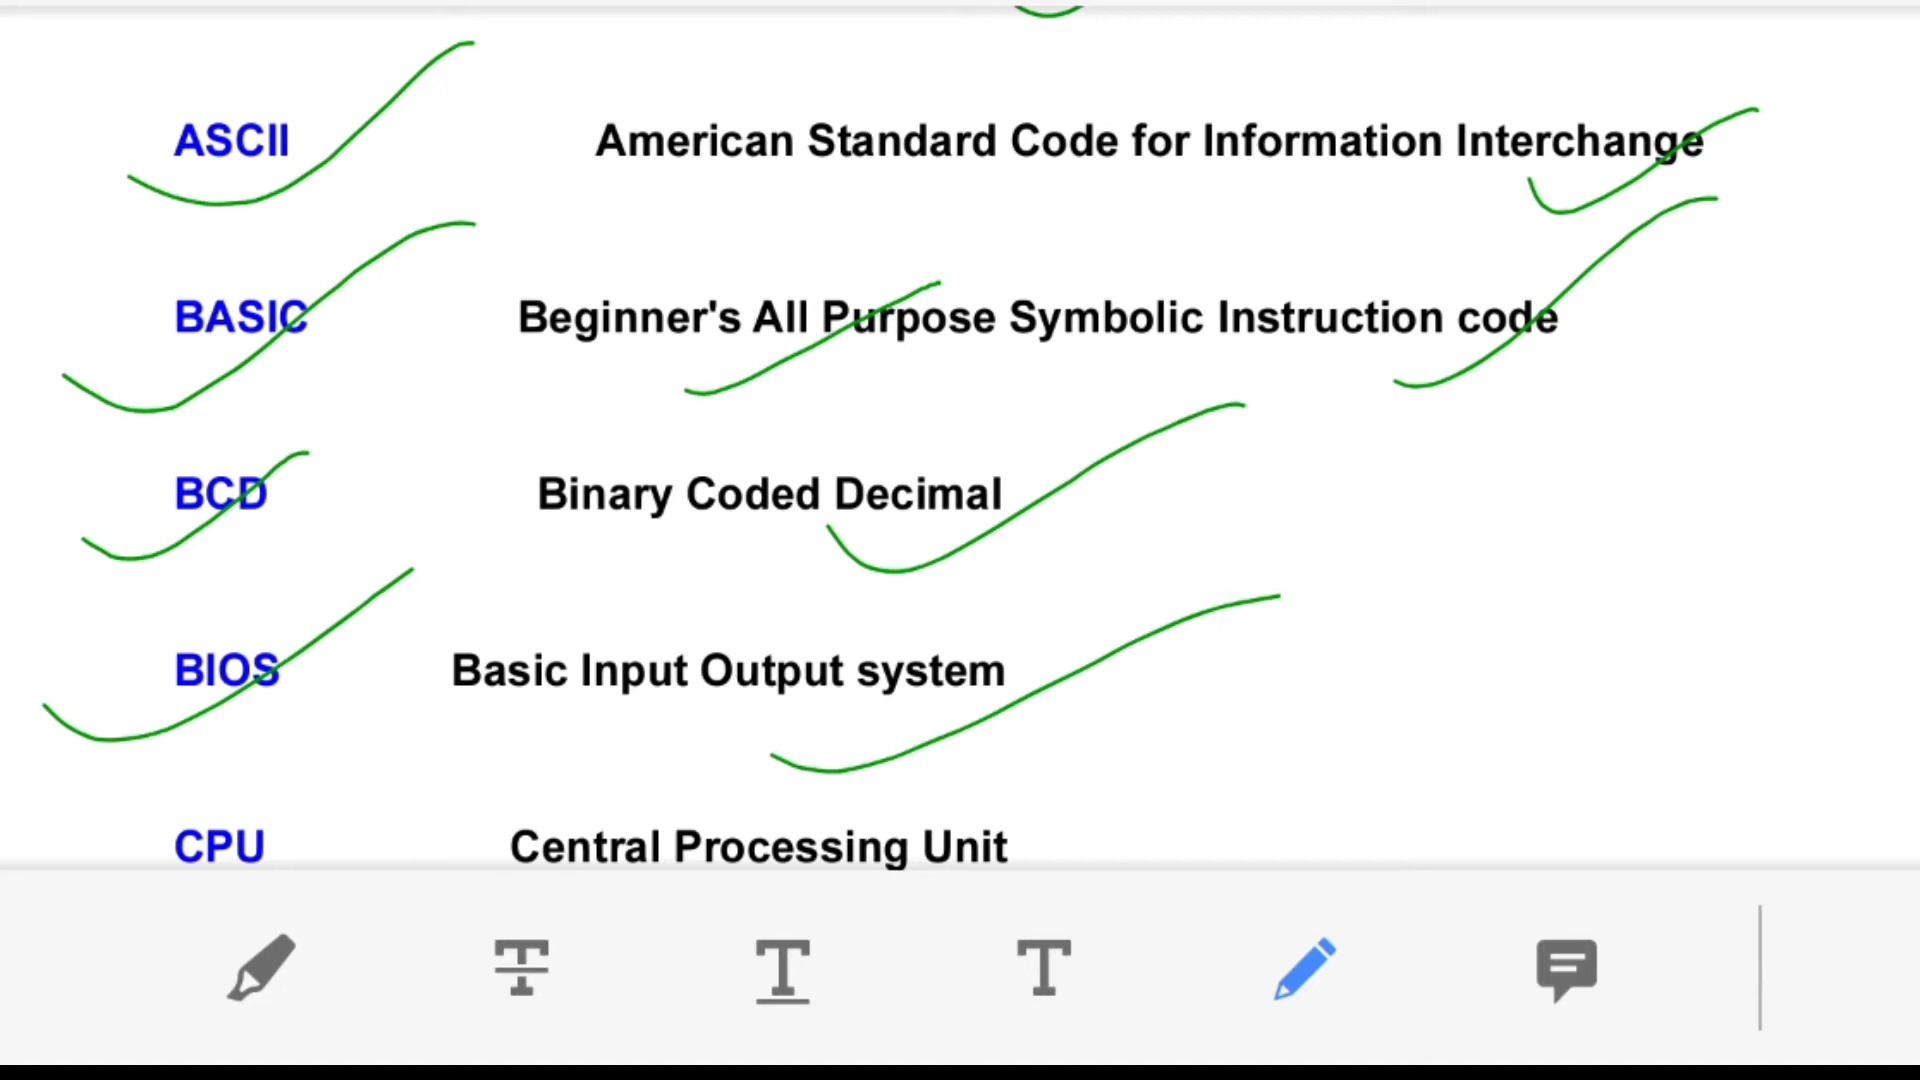 ASCII American Standard Code for Information Interchange
BASIC Beginner's All Purpose Symbolic Instruction code
BCD Binary Coded Decimal
BIOS Basic Input Output system
CPU Central Processing Unit